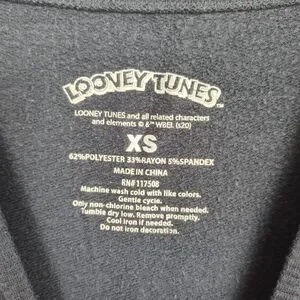 LOONEY TUNES
LOONEY TUNES and all related characters
and elements © & ™ WBEI. (s20)
XS
62%POLYESTER 33%RAYON 5%SPANDEX
MADE IN CHINA
RN# 117508
Machine wash cold with like colors.
Gentle cycle.
Only non-chlorine bleach when needed.
Tumble dry low. Remove promptly.
Cool iron if needed.
Do not iron decoration.